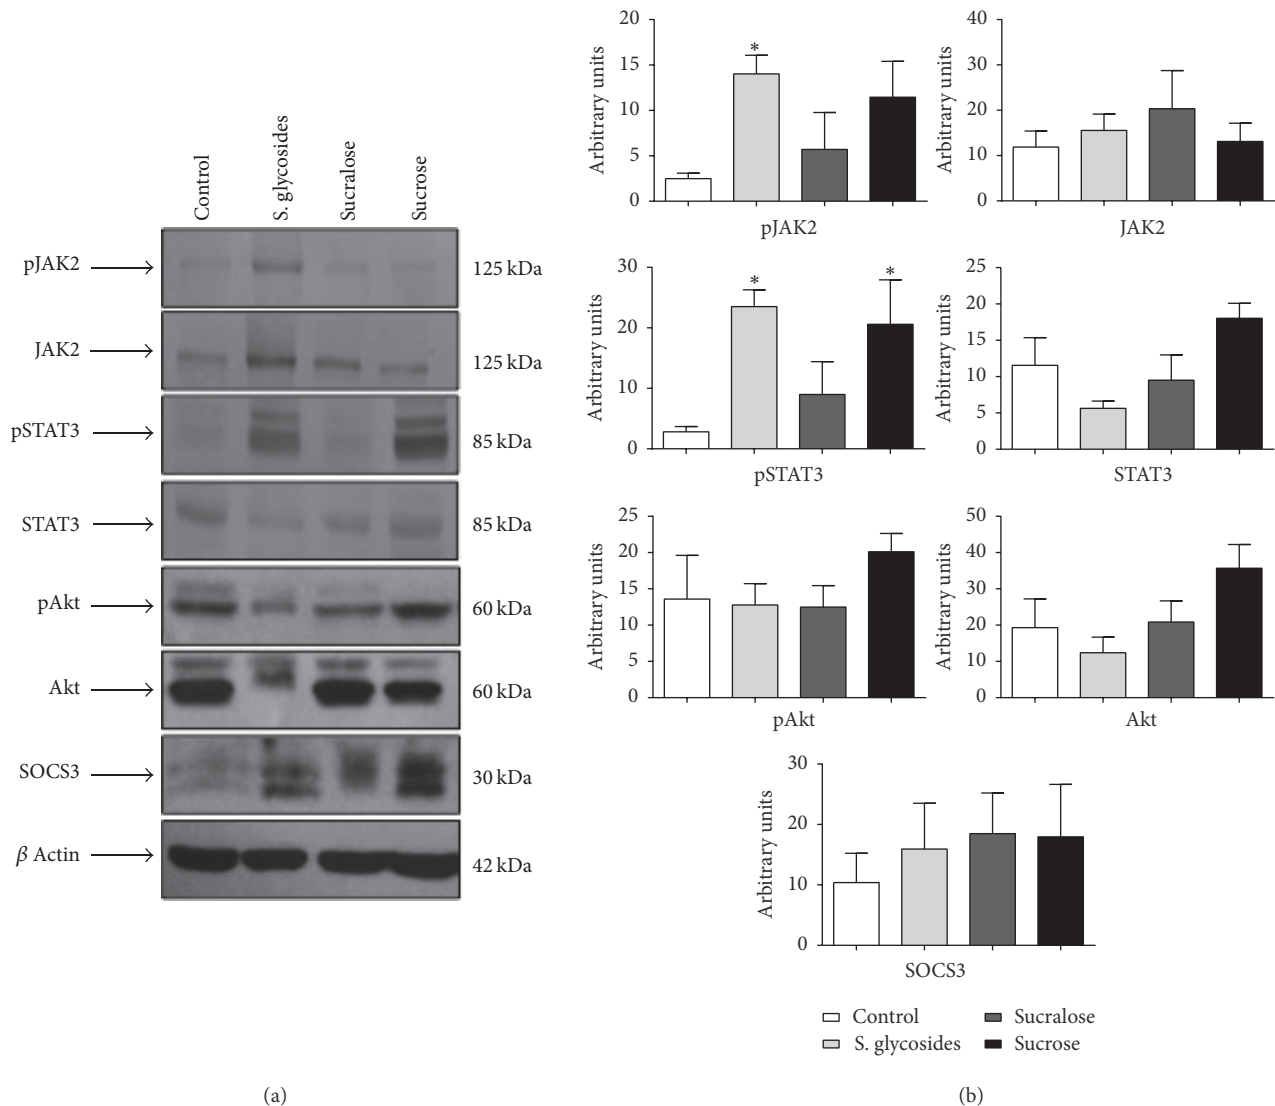 Control
S. glycosides
Sucralose
Sucrose
pJAK2
125 kDa
JAK2
125 kDa
pSTAT3
85 kDa
STAT3
85 kDa
pAkt
60 kDa
Akt
60 kDa
SOCS3
30 kDa
β Actin
42 kDa
(a)
Arbitrary units
20
15
10
5
0
*
pJAK2
Arbitrary units
40
30
20
10
0
JAK2
Arbitrary units
30
20
10
0
*
*
pSTAT3
Arbitrary units
25
20
15
10
5
0
STAT3
Arbitrary units
25
20
15
10
5
0
pAkt
Arbitrary units
50
40
30
20
10
0
Akt
Arbitrary units
30
20
10
0
SOCS3
Control
Sucralose
S. glycosides
Sucrose
(b)